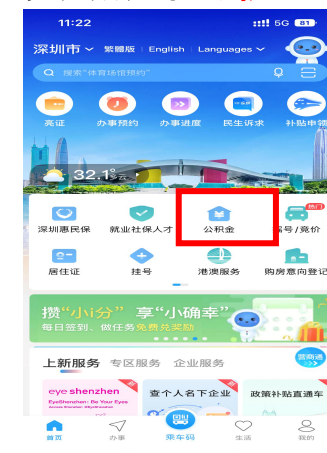 11:22
5G 81
深圳市 繁體版 English Languages
搜索"体育场馆预约"
亮证 办事预约 办事进度 民生诉求 补贴申领
32.1°
深圳惠民保 就业社保人才 公积金 号/竞价
热门
居住证 挂号 港澳服务 购房意向登记
攒"小i分" 享"小确幸"
每日签到、做任务免费兑奖励
上新服务 专区服务 企业服务
营商通
eye shenzhen 查个人名下企业 政策补贴直通车
EyeShenzhen: Be Your Eyes
首页 办事 乘车码 生活 我的